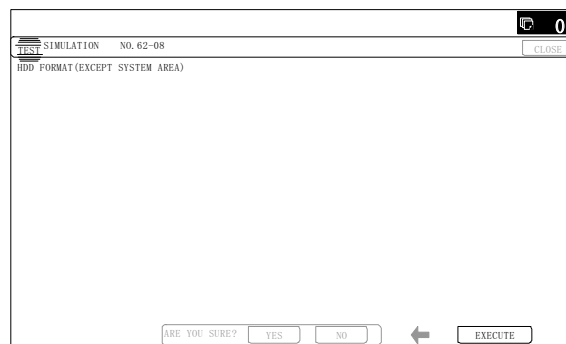 0
TEST SIMULATION NO. 62-08
CLOSE
HDD FORMAT(EXCEPT SYSTEM AREA)
ARE YOU SURE? YES NO EXECUTE